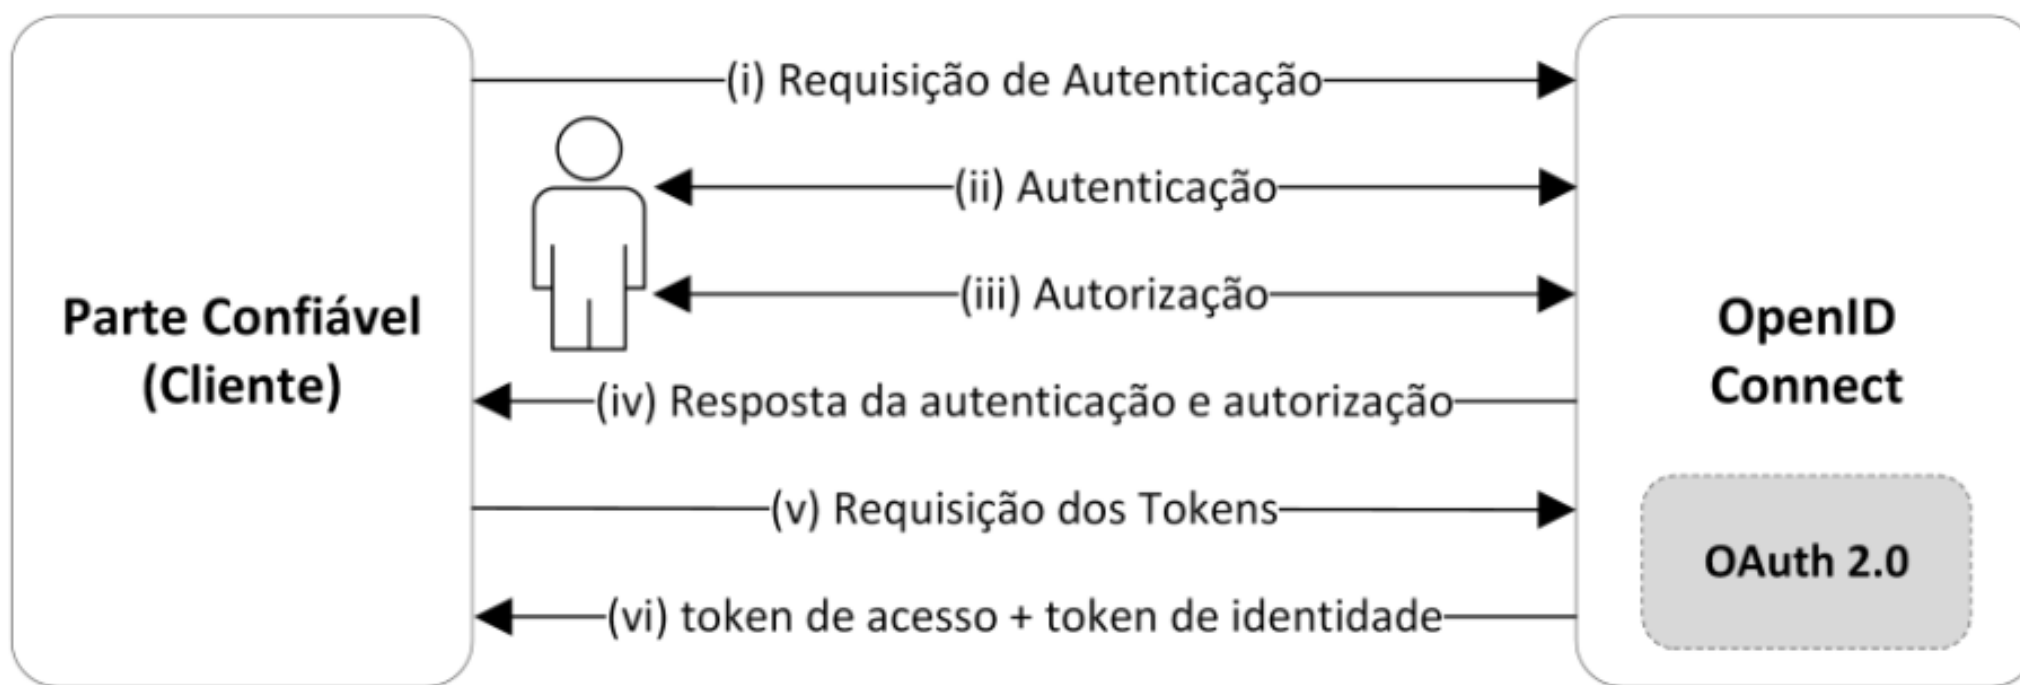 (i) Requisição de Autenticação
(ii) Autenticação
(iii) Autorização
Parte Confiável
(Cliente)
OpenID
Connect
(iv) Resposta da autenticação e autorização
(v) Requisição dos Tokens
OAuth 2.0
(vi) token de acesso + token de identidade